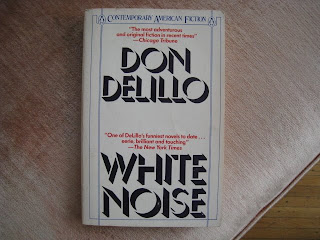 CONTEMPORARY AMERICAN FICTION
"The most adventurous
and original fiction in recent times"
—Chicago Tribune
DON
DELILLO
"One of DeLillo's funniest novels to date . . .
eerie, brilliant and touching"
—The New York Times
WHITE
NOISE